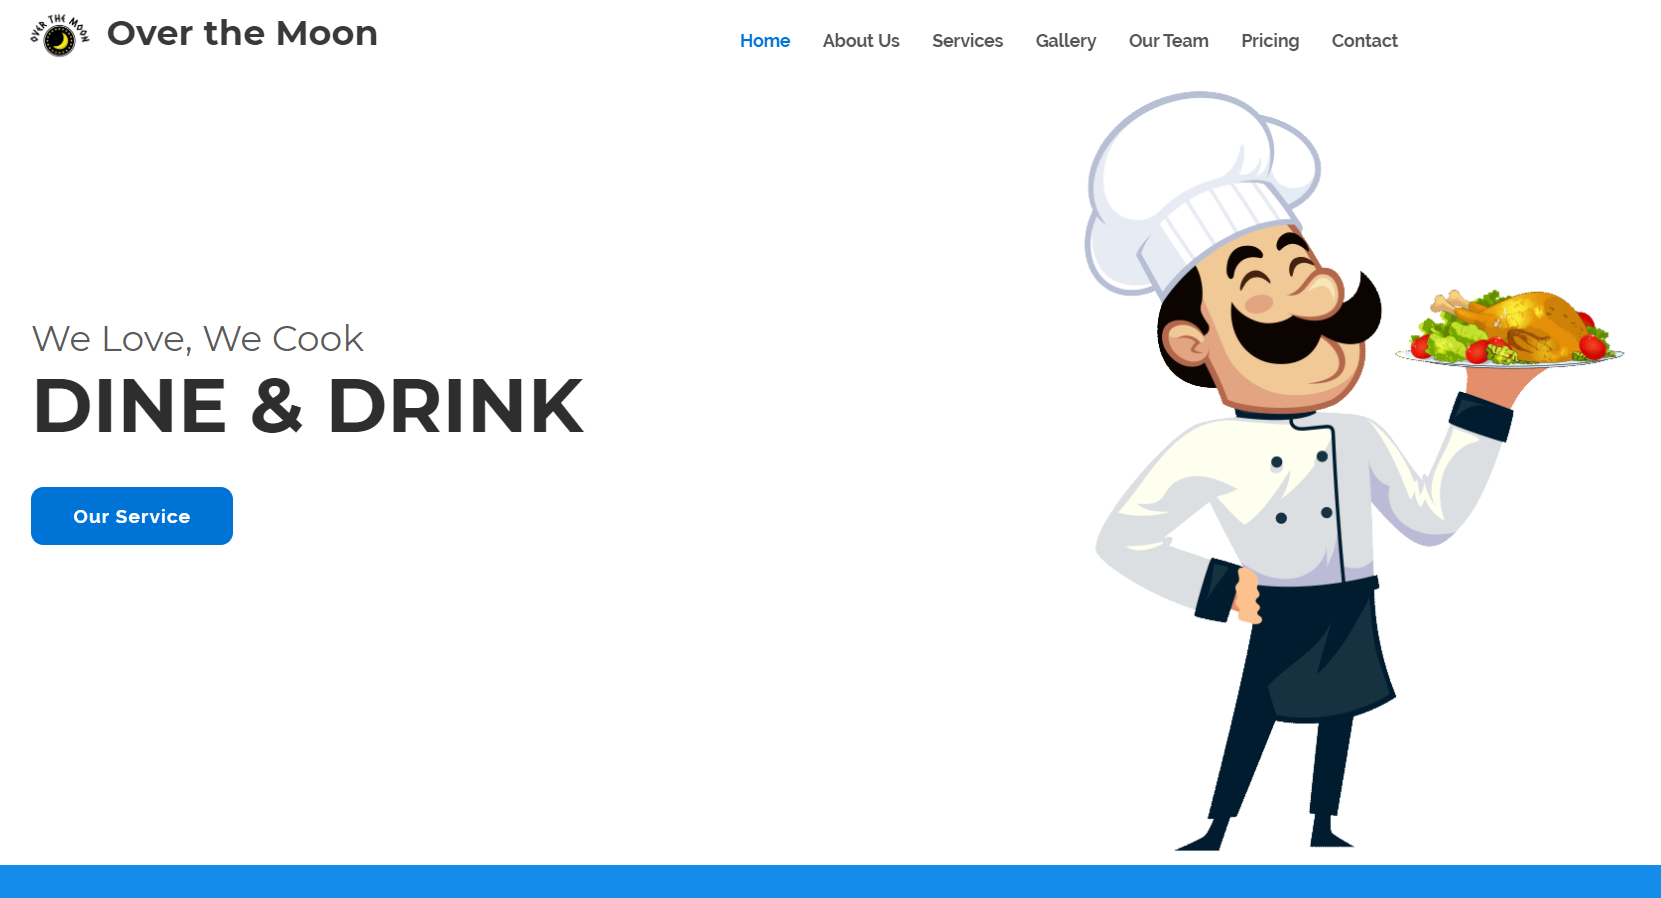 OVER THE MOON
Over the Moon
Home About Us Services Gallery Our Team Pricing Contact
We Love, We Cook
DINE & DRINK
Our Service